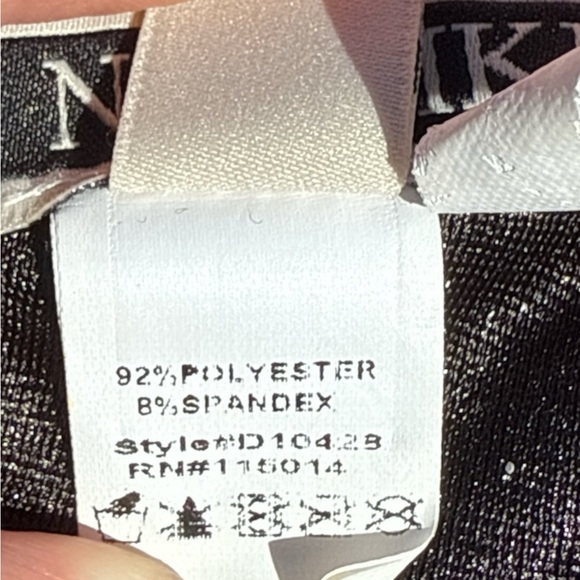 92%POLYESTER
8%SPANDEX
Style#D10428
RN#115014